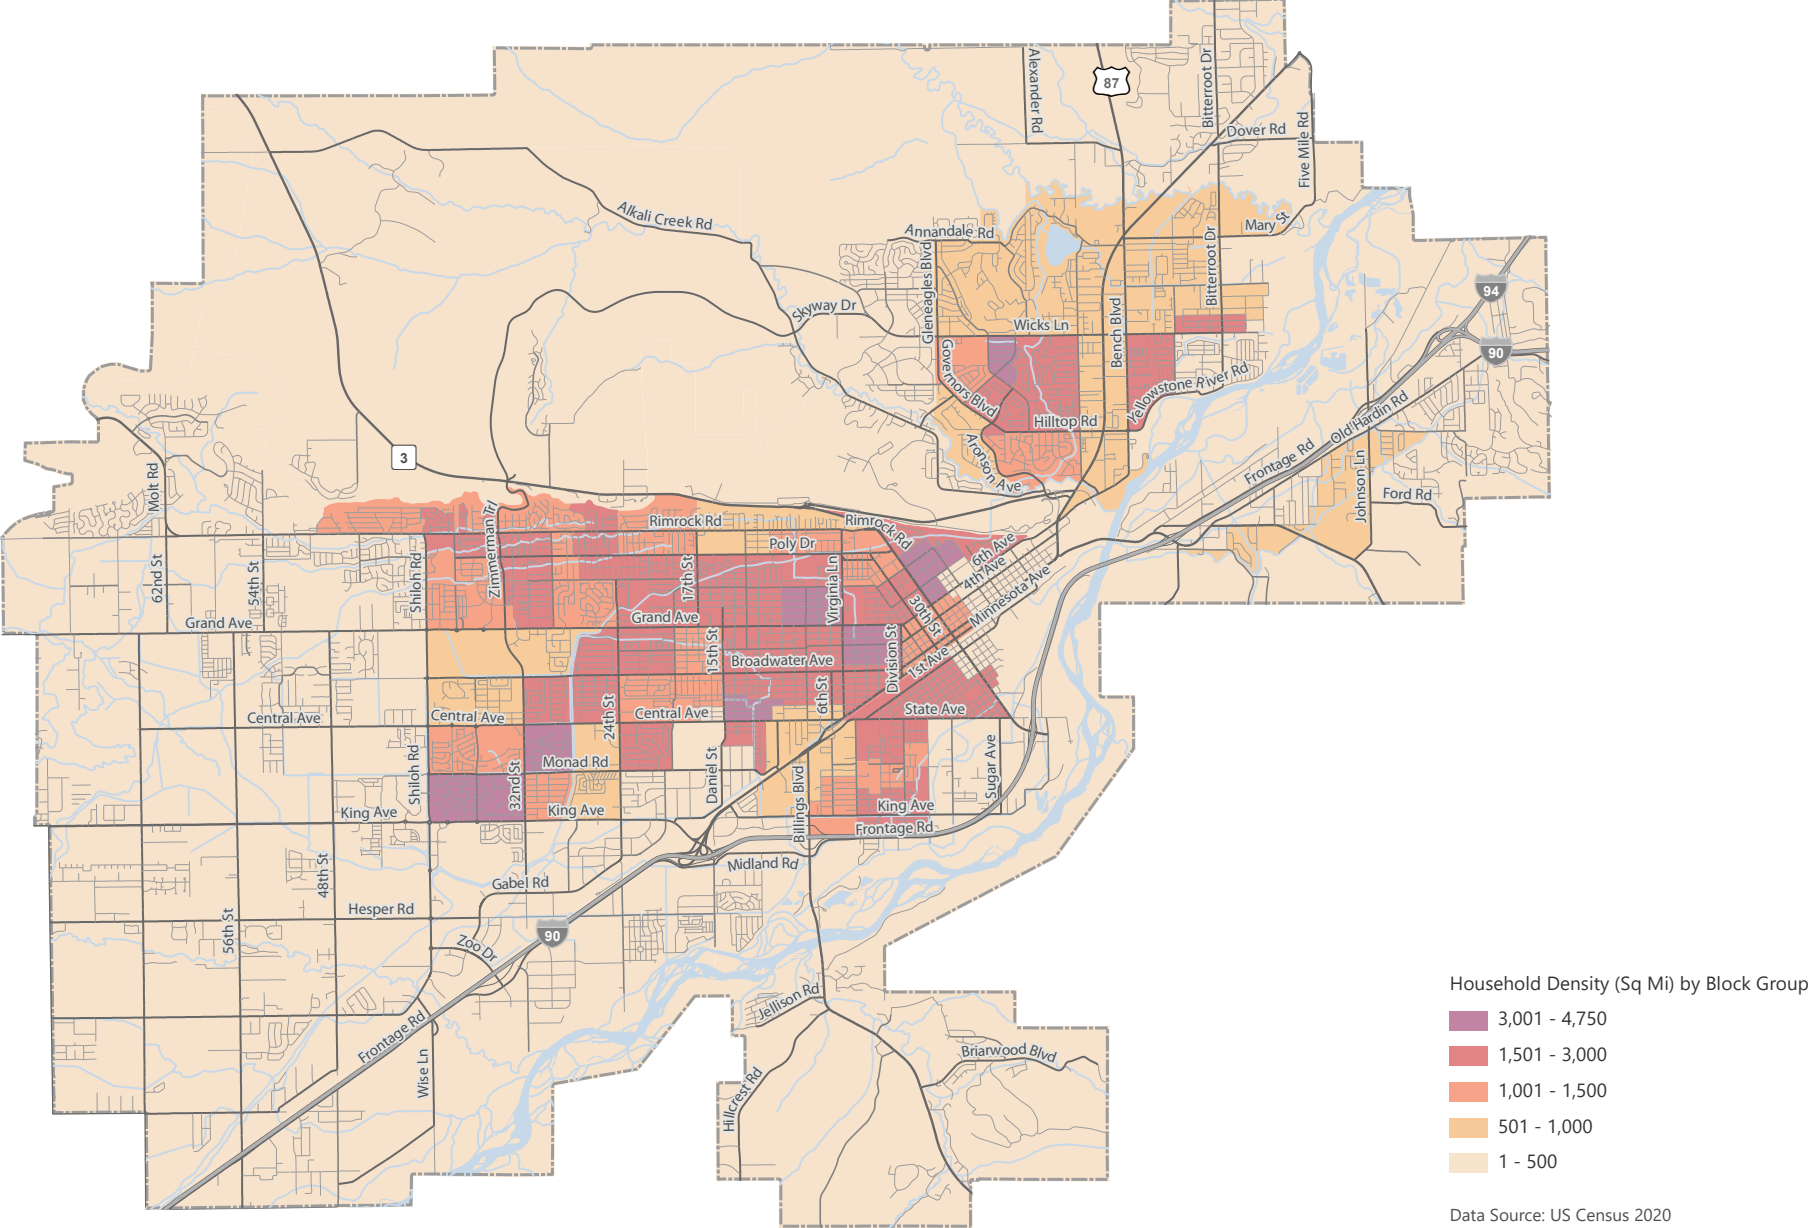 Alexander Rd
87
Bitterroot Dr
Dover Rd
Five Mile Rd
Alkali Creek Rd
Annandale Rd
Mary St
Gleneagles Blvd
Bitterroot Dr
94
Skyway Dr
Wicks Ln
Bench Blvd
90
Governors Blvd
Yellowstone River Rd
Hilltop Rd
Old Hardin Rd
3
Aronson Ave
Frontage Rd
Johnson Ln
Ford Rd
Molt Rd
Zimmerman Trl
Rimrock Rd
Rimrock Rd
Poly Dr
6th Ave
4th Ave
Minnesota Ave
62nd St
54th St
Shiloh Rd
17th St
Virginia Ln
30th St
Grand Ave
Grand Ave
15th St
Broadwater Ave
Division St
1st Ave
6th St
Central Ave
Central Ave
24th St
Central Ave
State Ave
Shiloh Rd
32nd St
Monad Rd
Daniel St
Billings Blvd
Sugar Ave
King Ave
King Ave
King Ave
Frontage Rd
Midland Rd
48th St
Gabel Rd
Hesper Rd
56th St
90
Zoo Dr
Jellison Rd
Frontage Rd
Wise Ln
Hillcrest Rd
Briarwood Blvd
Household Density (Sq Mi) by Block Group
3,001 - 4,750
1,501 - 3,000
1,001 - 1,500
501 - 1,000
1 - 500
Data Source: US Census 2020